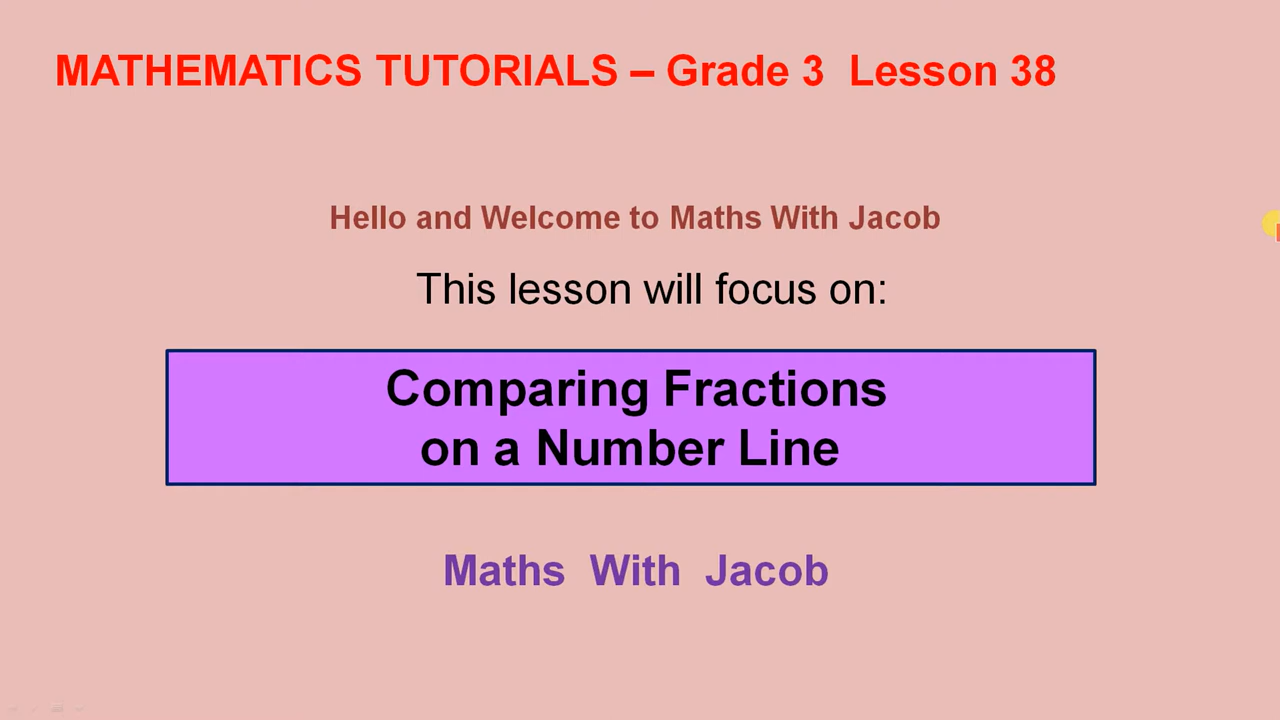 MATHEMATICS TUTORIALS – Grade 3 Lesson 38
Hello and Welcome to Maths With Jacob
This lesson will focus on:
Comparing Fractions
on a Number Line
Maths With Jacob